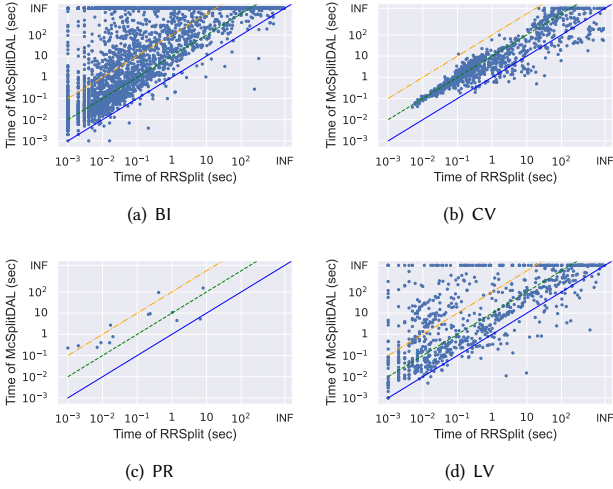 INF
10²
10
1
10⁻¹
10⁻²
10⁻³
Time of McSplitDAL (sec)
10⁻³ 10⁻² 10⁻¹ 1 10 10² INF
Time of RRSplit (sec)
(a) BI
INF
10²
10
1
10⁻¹
10⁻²
10⁻³
Time of McSplitDAL (sec)
10⁻³ 10⁻² 10⁻¹ 1 10 10² INF
Time of RRSplit (sec)
(b) CV
INF
10²
10
1
10⁻¹
10⁻²
10⁻³
Time of McSplitDAL (sec)
10⁻³ 10⁻² 10⁻¹ 1 10 10² INF
Time of RRSplit (sec)
(c) PR
INF
10²
10
1
10⁻¹
10⁻²
10⁻³
Time of McSplitDAL (sec)
10⁻³ 10⁻² 10⁻¹ 1 10 10² INF
Time of RRSplit (sec)
(d) LV